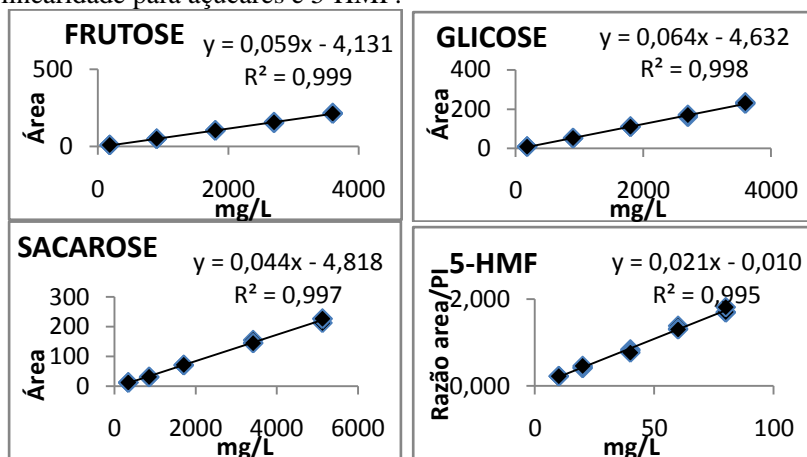 linearidade para açúcares e 5-HMF.
FRUTOSE
y = 0,059x - 4,131
R² = 0,999
500
0
Área
0 2000 4000
mg/L
GLICOSE
y = 0,064x - 4,632
R² = 0,998
400
200
0
Área
0 2000 4000
mg/L
SACAROSE
y = 0,044x - 4,818
R² = 0,997
300
200
100
0
Área
0 2000 4000 6000
mg/L
5-HMF
y = 0,021x - 0,010
R² = 0,995
2,000
0,000
Razão area/PI
0 50 100
mg/L